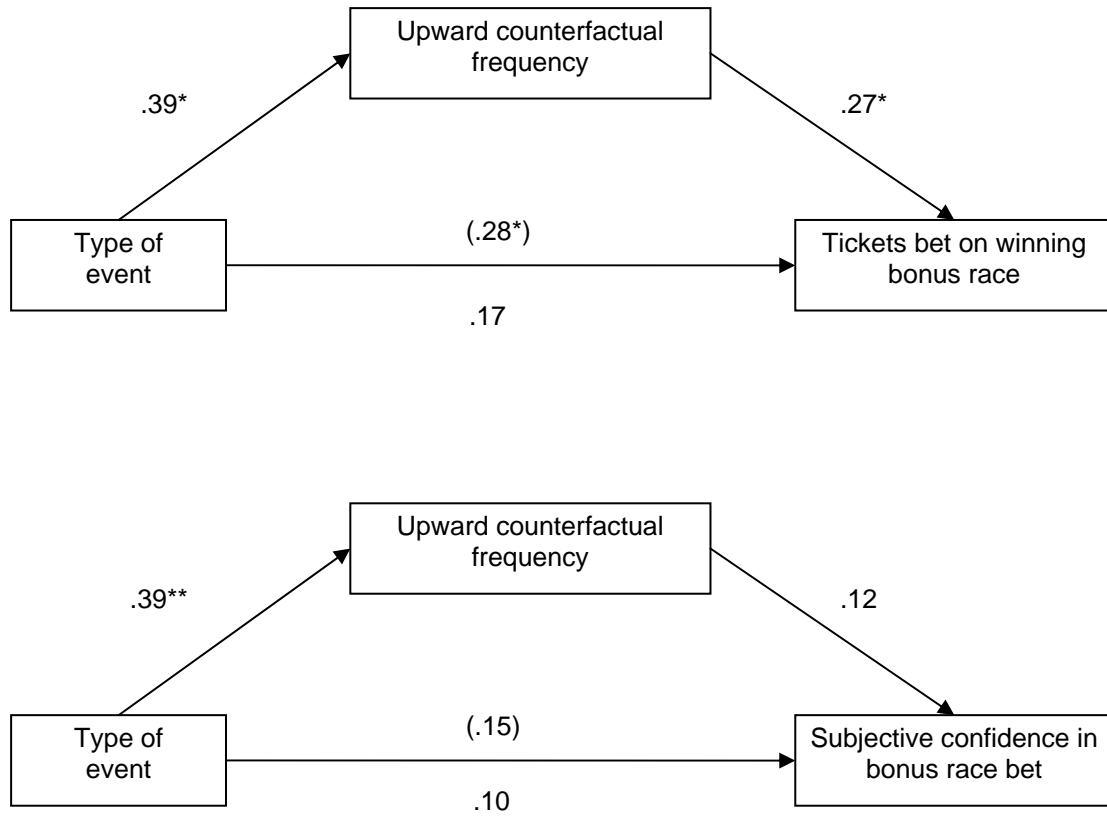 Upward counterfactual
frequency
.39*
.27*
Type of
event
(.28*)
.17
Tickets bet on winning
bonus race
Upward counterfactual
frequency
.39**
.12
Type of
event
(.15)
.10
Subjective confidence in
bonus race bet